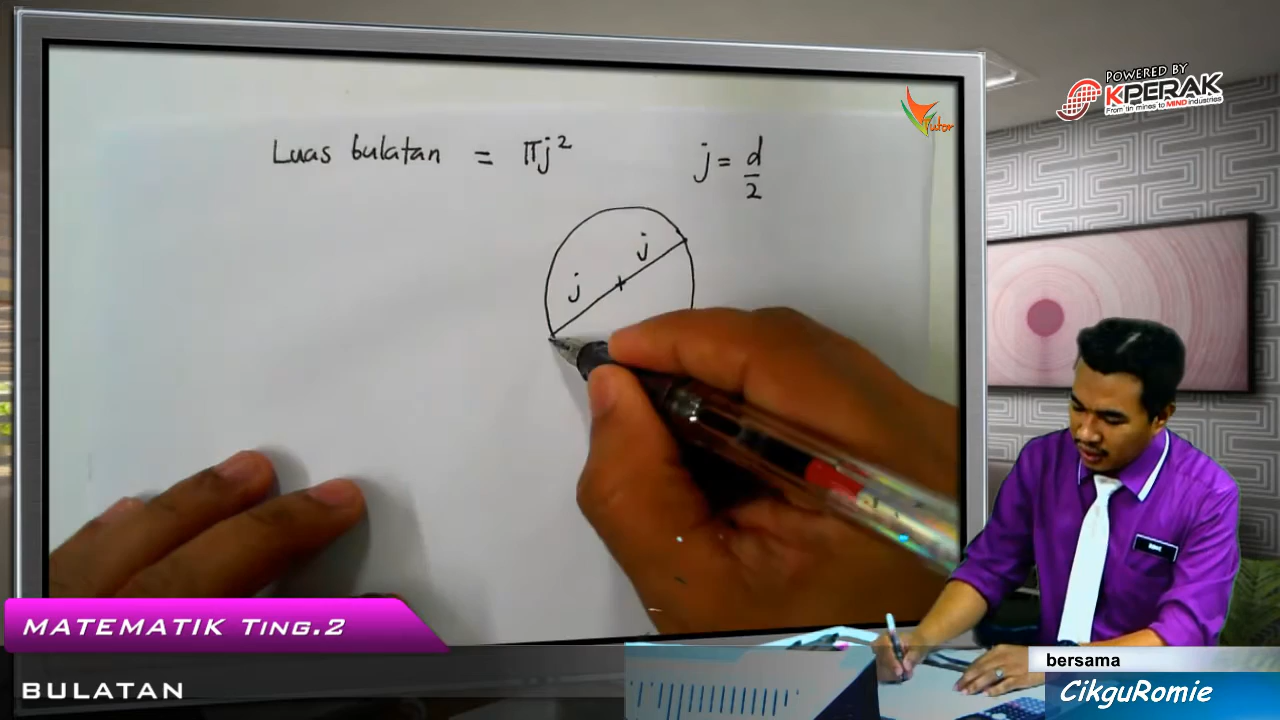 POWERED BY
KPERAK
From tin mines to MIND industries
Tutor
Luas bulatan = πj² j = d/2
j
j
MATEMATIK TING.2
BULATAN
bersama
CikguRomie